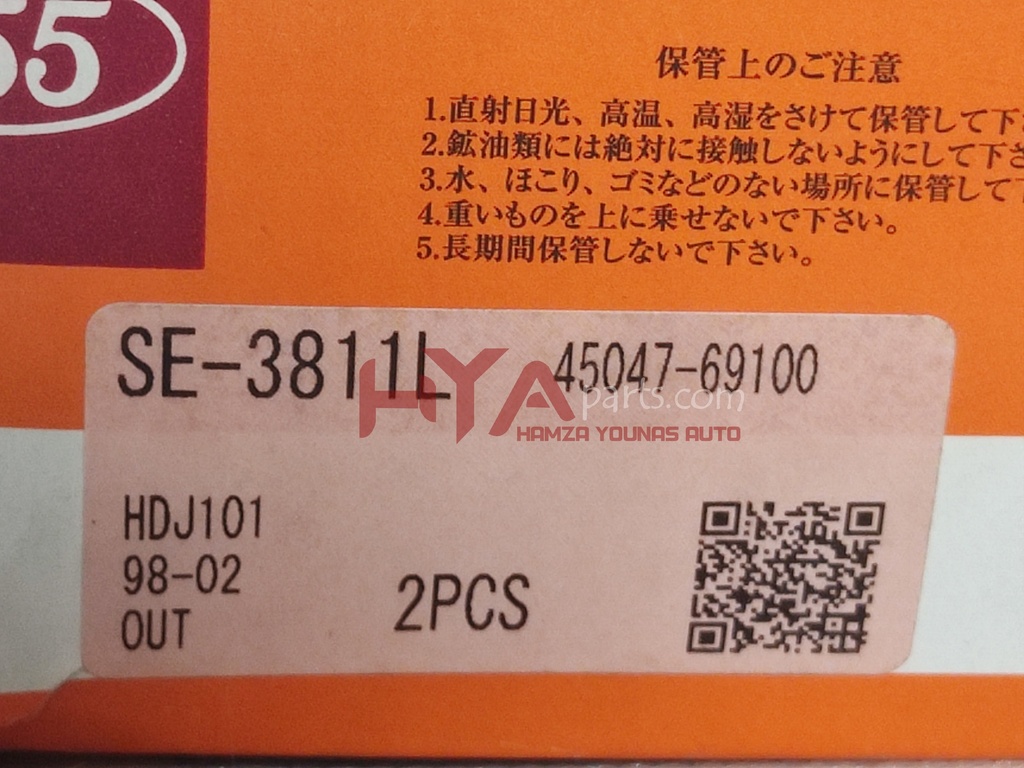 55
保管上のご注意
1.直射日光、高温、高湿をさけて保管して下
2.鉱油類には絶対に接触しないようにして下さ
3.水、ほこり、ゴミなどのない場所に保管して下
4.重いものを上に乗せないで下さい。
5.長期間保管しないで下さい。
SE-3811L 45047-69100
HYAparts.com
HAMZA YOUNAS AUTO
HDJ101
98-02
OUT 2PCS